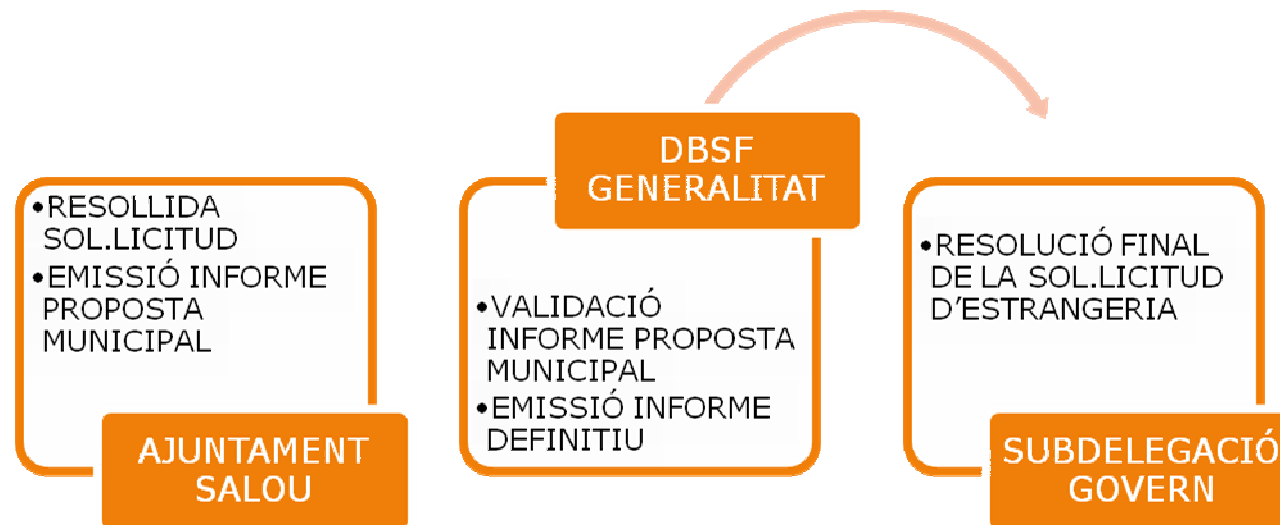 •RESOLLIDA
SOL.LICITUD
•EMISSIÓ INFORME
PROPOSTA
MUNICIPAL
AJUNTAMENT
SALOU
DBSF
GENERALITAT
•VALIDACIÓ
INFORME PROPOSTA
MUNICIPAL
•EMISSIÓ INFORME
DEFINITIU
•RESOLUCIÓ FINAL
DE LA SOL.LICITUD
D'ESTRANGERIA
SUBDELEGACIÓ
GOVERN